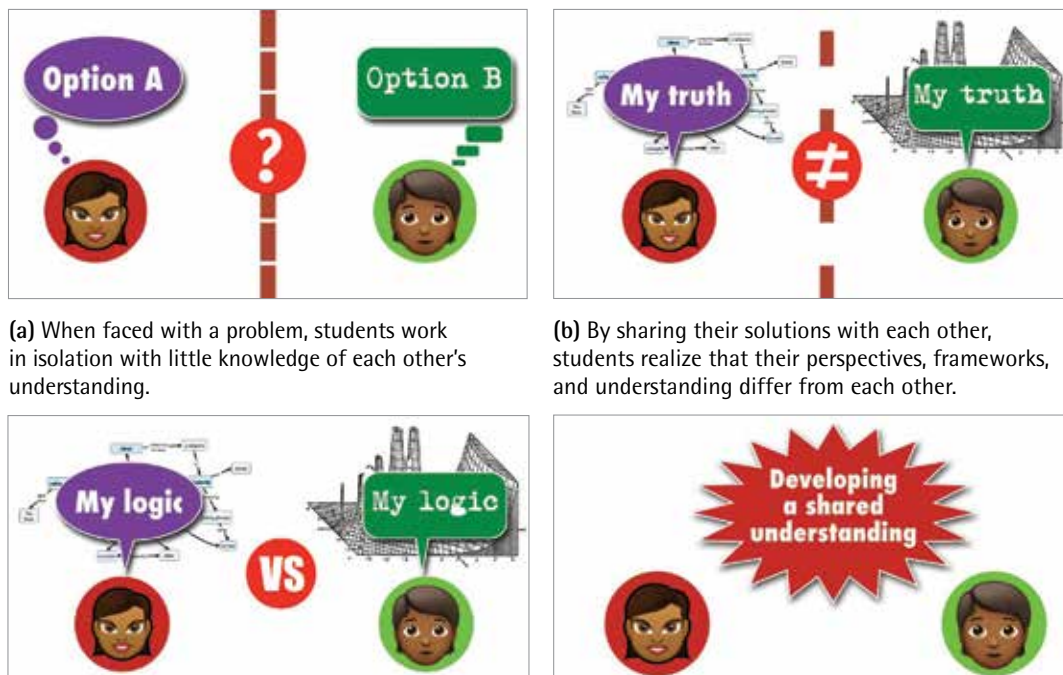 Option A
?
Option B
My truth
≠
My truth
(a) When faced with a problem, students work
in isolation with little knowledge of each other's
understanding.
(b) By sharing their solutions with each other,
students realize that their perspectives, frameworks,
and understanding differ from each other.
My logic
VS
My logic
Developing
a shared
understanding